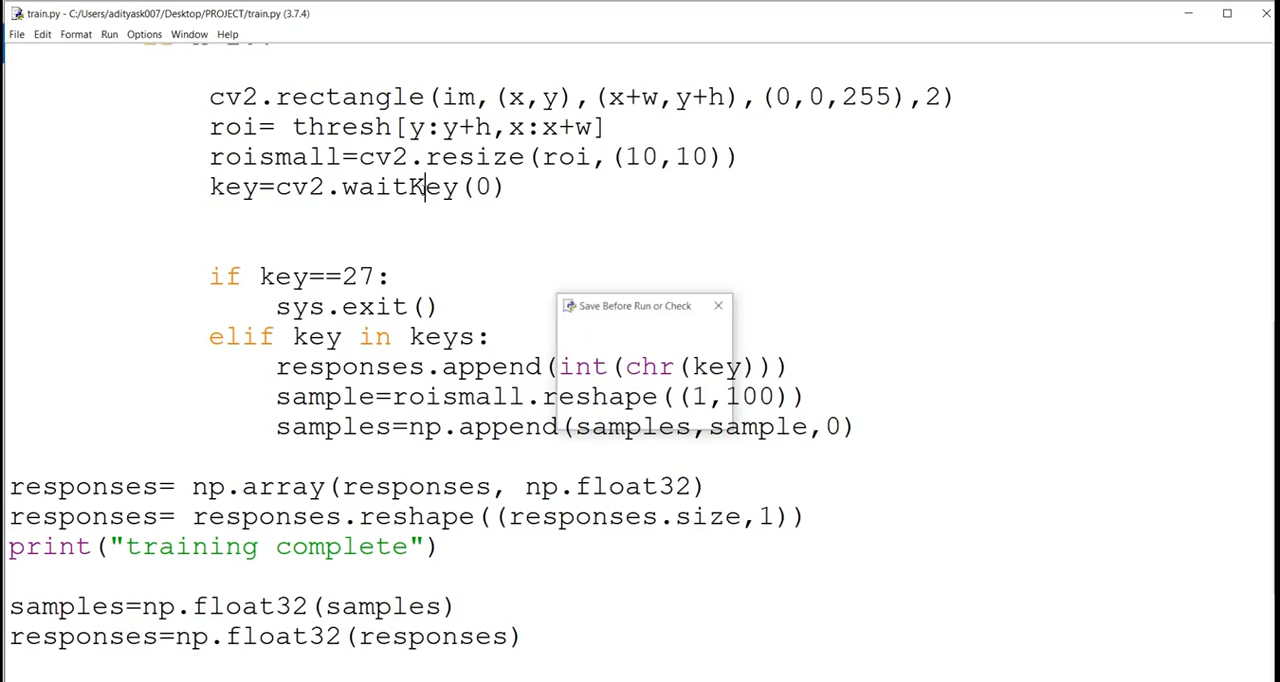 train.py - C:/Users/adityask007/Desktop/PROJECT/train.py (3.7.4)
File Edit Format Run Options Window Help
cv2.rectangle(im,(x,y),(x+w,y+h),(0,0,255),2)
roi= thresh[y:y+h,x:x+w]
roismall=cv2.resize(roi,(10,10))
key=cv2.waitKey(0)
if key==27:
sys.exit()
Save Before Run or Check
elif key in keys:
responses.append(int(chr(key)))
sample=roismall.reshape((1,100))
samples=np.append(samples,sample,0)
responses= np.array(responses, np.float32)
responses= responses.reshape((responses.size,1))
print("training complete")
samples=np.float32(samples)
responses=np.float32(responses)